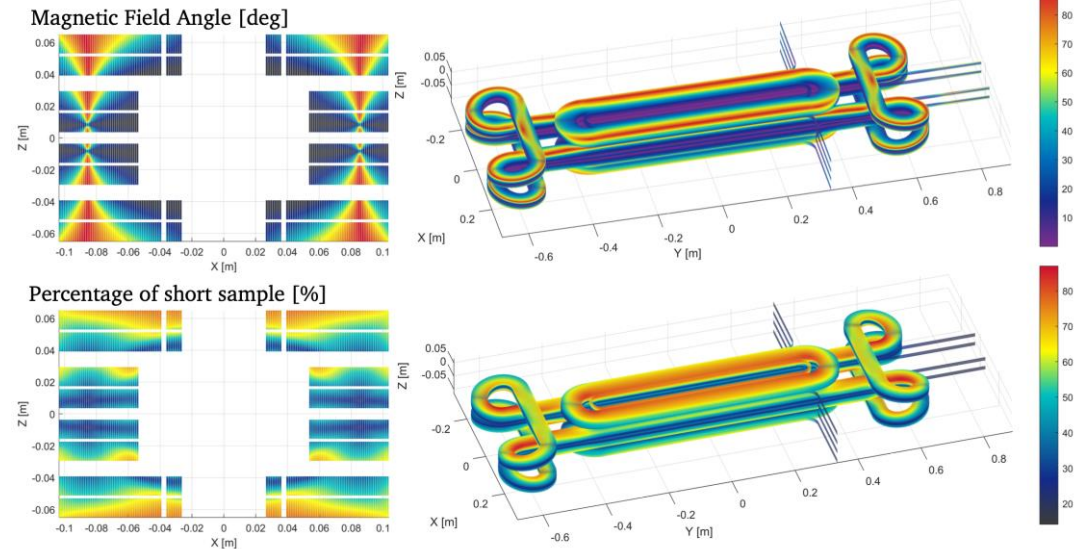 Magnetic Field Angle [deg]
0.06
0.04
0.02
0
-0.02
-0.04
-0.06
Z [m]
-0.1 -0.08 -0.06 -0.04 -0.02 0 0.02 0.04 0.06 0.08 0.1
X [m]
0.05
0
-0.05
Z [m]
-0.2
0
0.2
X [m]
-0.6 -0.4 -0.2 0 0.2 0.4 0.6 0.8
Y [m]
80
70
60
50
40
30
20
10
Percentage of short sample [%]
0.06
0.04
0.02
0
-0.02
-0.04
-0.06
Z [m]
-0.1 -0.08 -0.06 -0.04 -0.02 0 0.02 0.04 0.06 0.08 0.1
X [m]
0.05
0
-0.05
Z [m]
-0.2
0
0.2
X [m]
-0.6 -0.4 -0.2 0 0.2 0.4 0.6 0.8
Y [m]
80
70
60
50
40
30
20